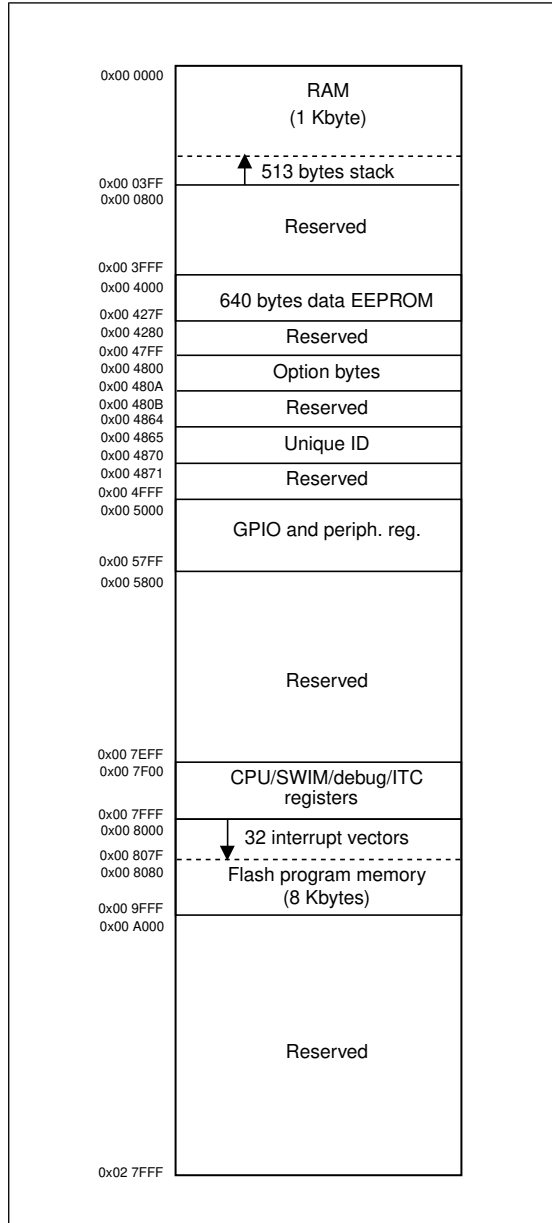 0x00 0000
RAM
(1 Kbyte)
513 bytes stack
0x00 03FF
0x00 0800
Reserved
0x00 3FFF
0x00 4000
640 bytes data EEPROM
0x00 427F
0x00 4280
Reserved
0x00 47FF
0x00 4800
Option bytes
0x00 480A
0x00 480B
Reserved
0x00 4864
0x00 4865
Unique ID
0x00 4870
0x00 4871
Reserved
0x00 4FFF
0x00 5000
GPIO and periph. reg.
0x00 57FF
0x00 5800
Reserved
0x00 7EFF
0x00 7F00
CPU/SWIM/debug/ITC
registers
0x00 7FFF
0x00 8000
32 interrupt vectors
0x00 807F
0x00 8080
Flash program memory
(8 Kbytes)
0x00 9FFF
0x00 A000
Reserved
0x02 7FFF